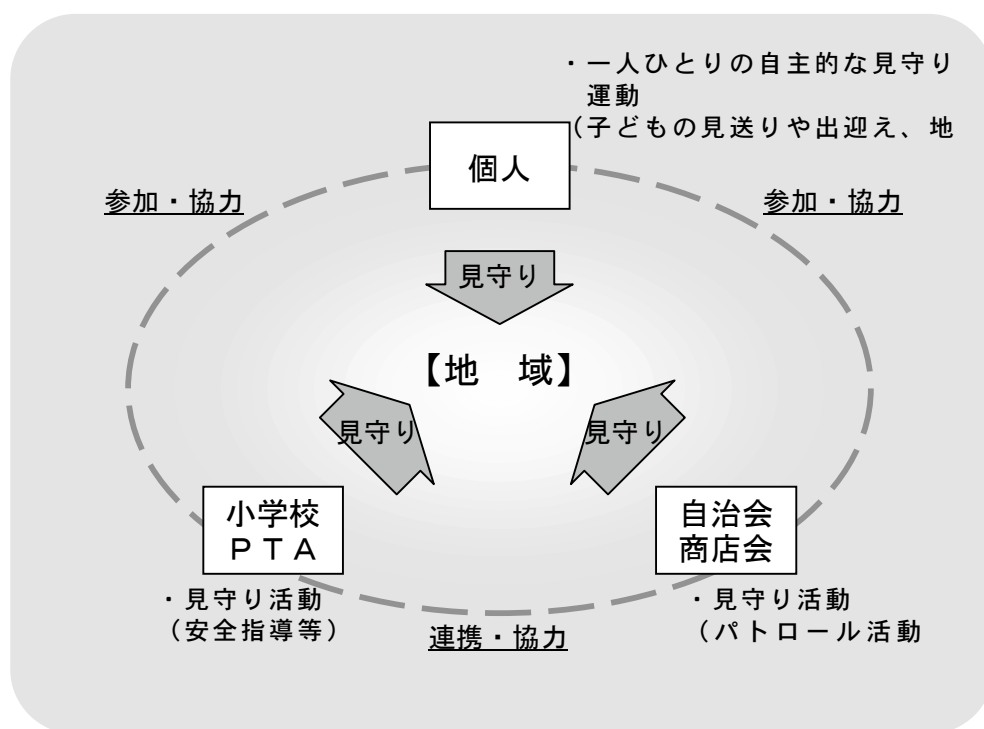 ・一人ひとりの自主的な見守り
運動
（子どもの見送りや出迎え、地
個人
参加・協力
参加・協力
見守り
【地　域】
見守り
見守り
小学校
ＰＴＡ
自治会
商店会
・見守り活動
（安全指導等）
・見守り活動
（パトロール活動
連携・協力